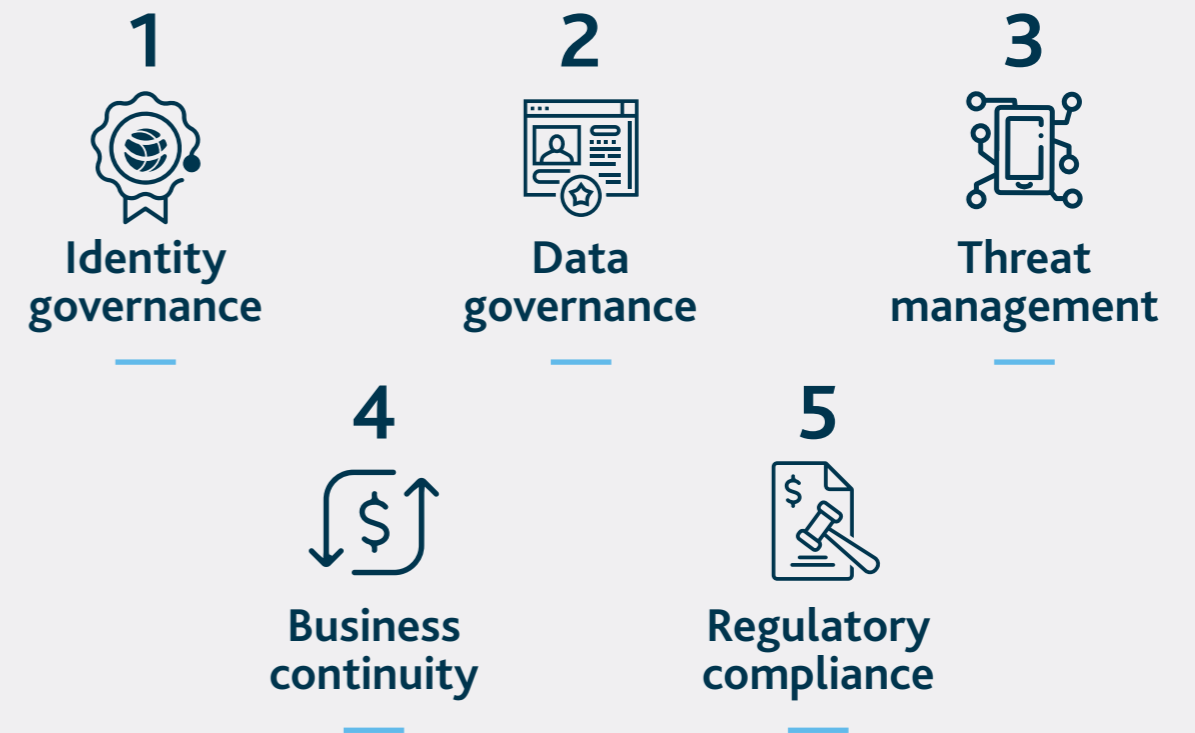 1
Identity
governance
2
Data
governance
3
Threat
management
4
$
Business
continuity
5
$
Regulatory
compliance